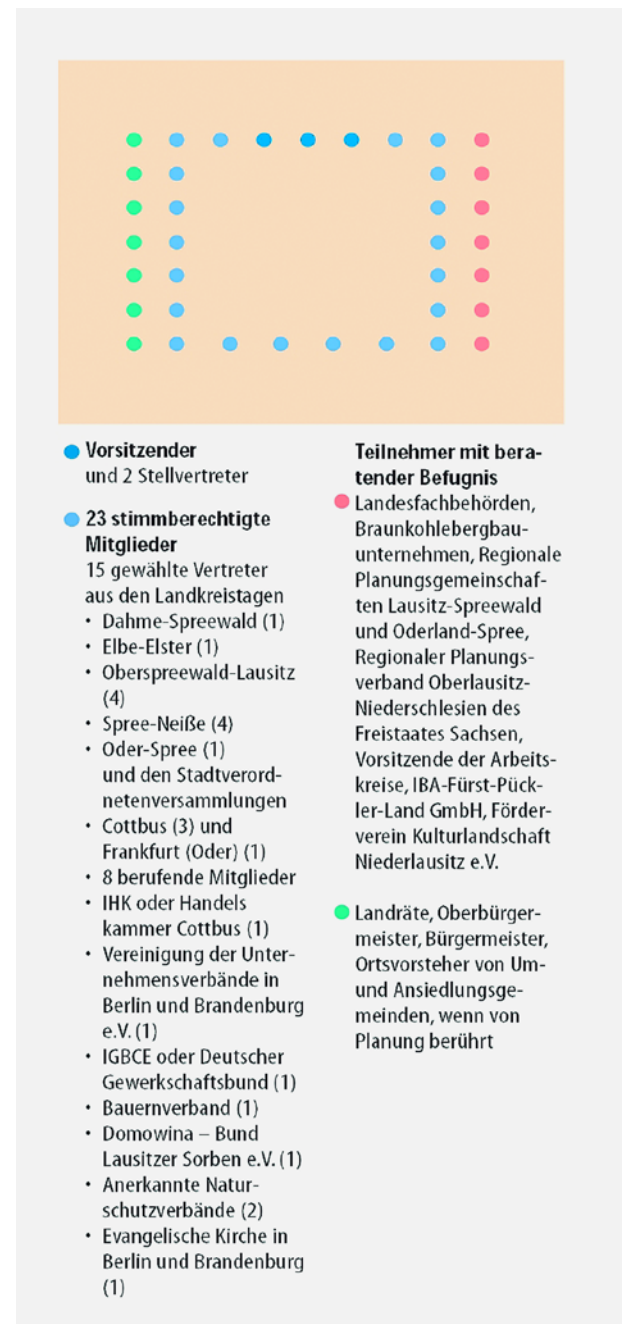 Vorsitzender
und 2 Stellvertreter
23 stimmberechtigte
Mitglieder
15 gewählte Vertreter
aus den Landkreistagen
• Dahme-Spreewald (1)
• Elbe-Elster (1)
• Oberspreewald-Lausitz
(4)
• Spree-Neiße (4)
• Oder-Spree (1)
und den Stadtverord-
netenversammlungen
• Cottbus (3) und
Frankfurt (Oder) (1)
• 8 berufende Mitglieder
• IHK oder Handels
kammer Cottbus (1)
• Vereinigung der Unter-
nehmensverbände in
Berlin und Brandenburg
e.V. (1)
• IGBCE oder Deutscher
Gewerkschaftsbund (1)
• Bauernverband (1)
• Domowina – Bund
Lausitzer Sorben e.V. (1)
• Anerkannte Natur-
schutzverbände (2)
• Evangelische Kirche in
Berlin und Brandenburg
(1)
Teilnehmer mit bera-
tender Befugnis
Landesfachbehörden,
Braunkohlebergbau-
unternehmen, Regionale
Planungsgemeinschaf-
ten Lausitz-Spreewald
und Oderland-Spree,
Regionaler Planungs-
verband Oberlausitz-
Niederschlesien des
Freistaates Sachsen,
Vorsitzende der Arbeits-
kreise, IBA-Fürst-Pück-
ler-Land GmbH, Förder-
verein Kulturlandschaft
Niederlausitz e.V.
Landräte, Oberbürger-
meister, Bürgermeister,
Ortsvorsteher von Um-
und Ansiedlungsge-
meinden, wenn von
Planung berührt